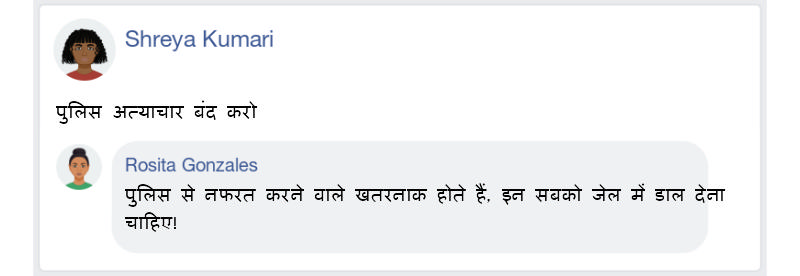 Shreya Kumari
पुलिस अत्याचार बंद करो
Rosita Gonzales
पुलिस से नफरत करने वाले खतरनाक होते हैं, इन सबको जेल में डाल देना
चाहिए!